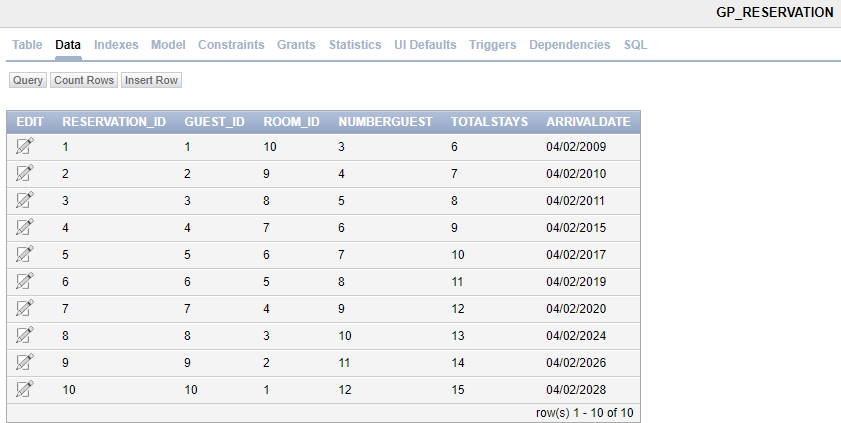 GP_RESERVATION
Table Data Indexes Model Constraints Grants Statistics UI Defaults Triggers Dependencies SQL
Query Count Rows Insert Row
EDIT RESERVATION_ID GUEST_ID ROOM_ID NUMBERGUEST TOTALSTAYS ARRIVALDATE
1 1 10 3 6 04/02/2009
2 2 9 4 7 04/02/2010
3 3 8 5 8 04/02/2011
4 4 7 6 9 04/02/2015
5 5 6 7 10 04/02/2017
6 6 5 8 11 04/02/2019
7 7 4 9 12 04/02/2020
8 8 3 10 13 04/02/2024
9 9 2 11 14 04/02/2026
10 10 1 12 15 04/02/2028
row(s) 1 - 10 of 10